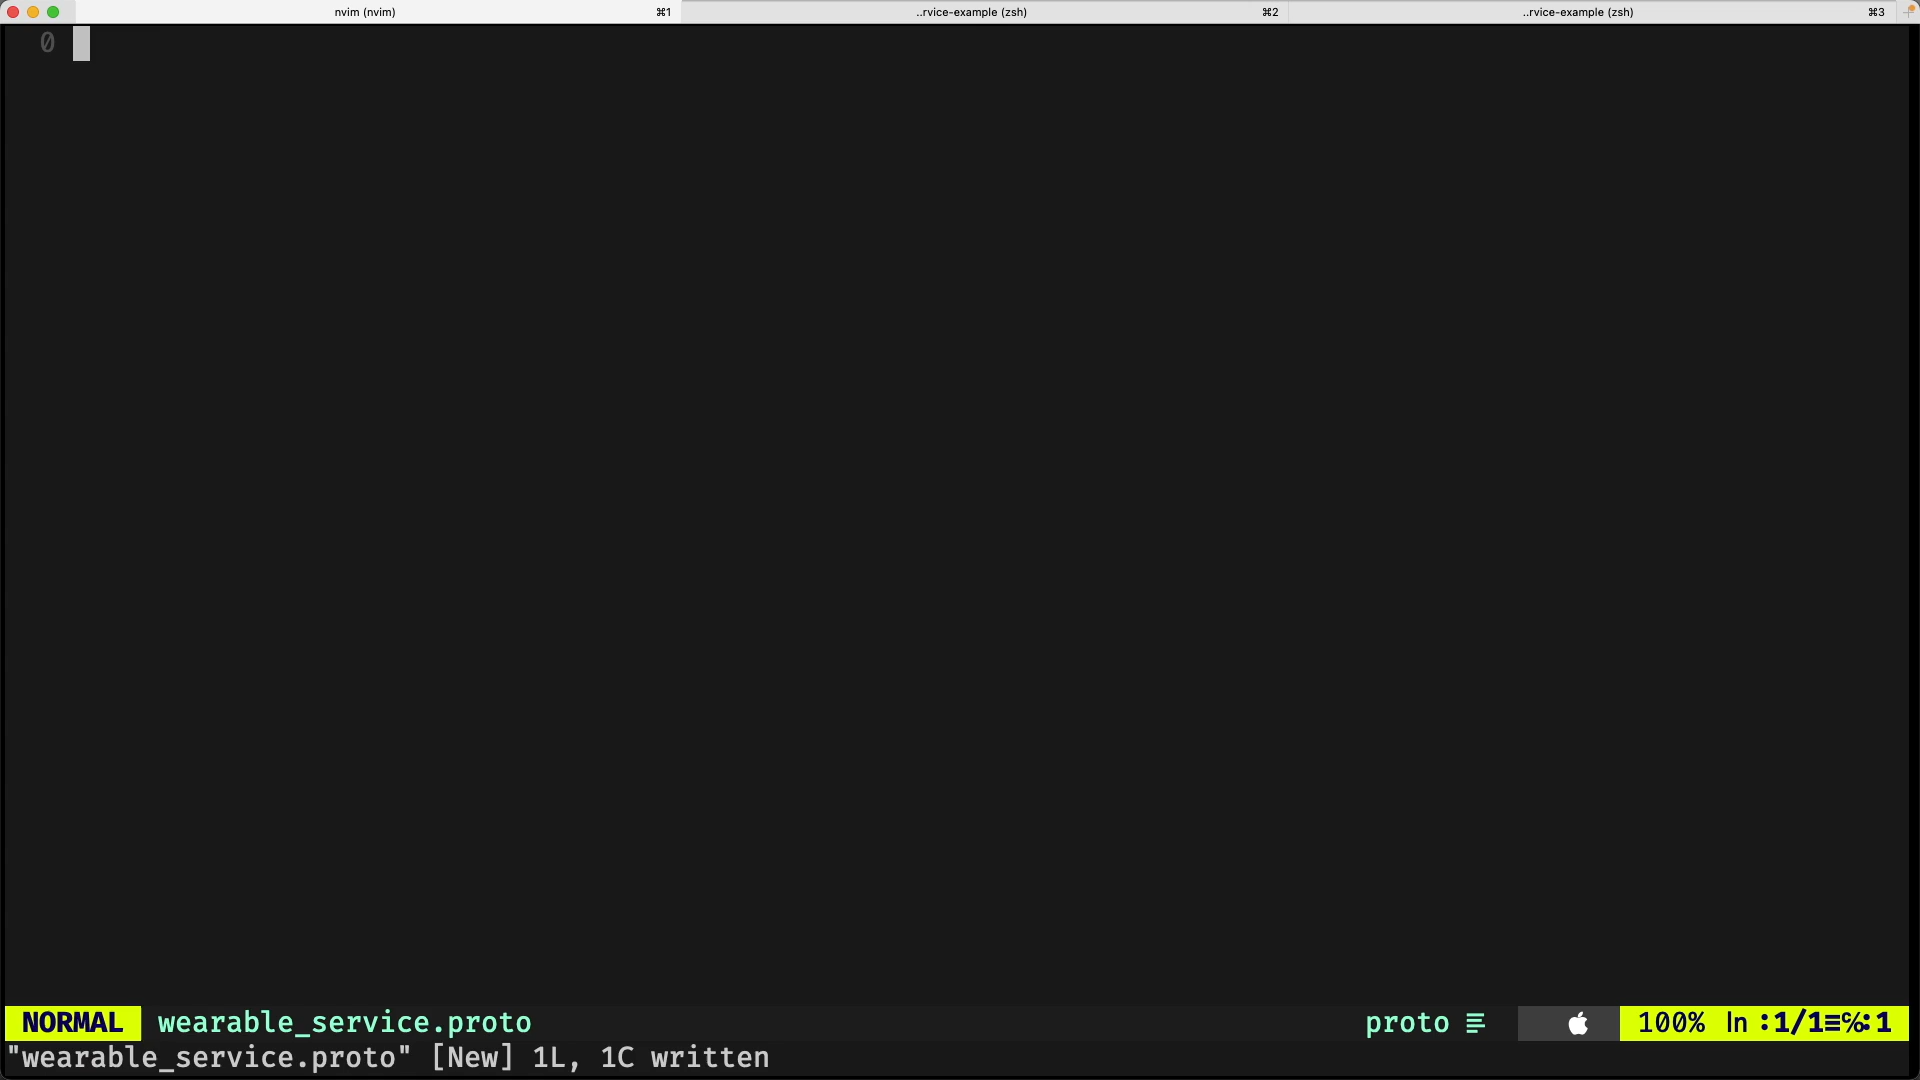 nvim (nvim) ⌘1 ..rvice-example (zsh) ⌘2 ..rvice-example (zsh) ⌘3
0
NORMAL wearable_service.proto proto ☰ 100% ln :1/1≡℅:1
"wearable_service.proto" [New] 1L, 1C written